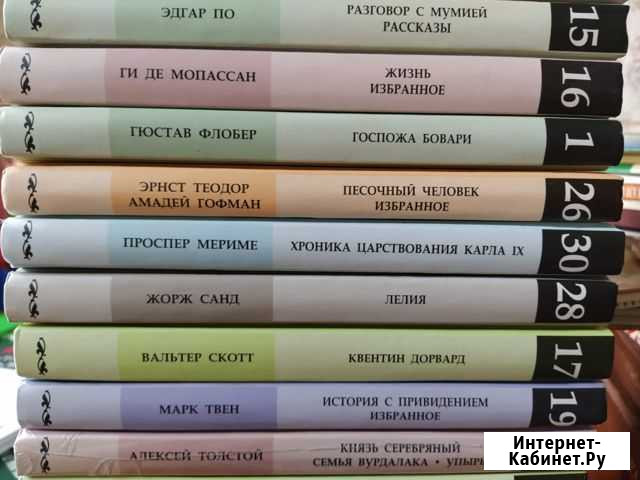 ЭДГАР ПО
РАЗГОВОР С МУМИЕЙ
РАССКАЗЫ
15
ГИ ДЕ МОПАССАН
ЖИЗНЬ
ИЗБРАННОЕ
16
ГЮСТАВ ФЛОБЕР
ГОСПОЖА БОВАРИ
1
ЭРНСТ ТЕОДОР
АМАДЕЙ ГОФМАН
ПЕСОЧНЫЙ ЧЕЛОВЕК
ИЗБРАННОЕ
26
ПРОСПЕР МЕРИМЕ
ХРОНИКА ЦАРСТВОВАНИЯ КАРЛА IX
30
ЖОРЖ САНД
ЛЕЛИЯ
28
ВАЛЬТЕР СКОТТ
КВЕНТИН ДОРВАРД
17
МАРК ТВЕН
ИСТОРИЯ С ПРИВИДЕНИЕМ
ИЗБРАННОЕ
19
АЛЕКСЕЙ ТОЛСТОЙ
КНЯЗЬ СЕРЕБРЯНЫЙ
СЕМЬЯ ВУРДАЛАКА • УПЫРЬ
Интернет-
Кабинет.Ру